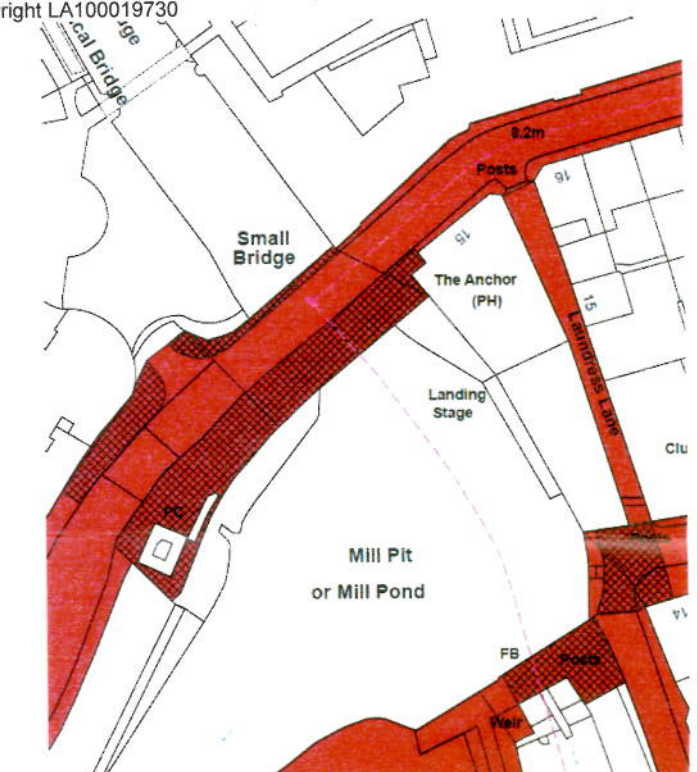 right LA100019730
cal Bridge
8.2m
Posts
16
15
Small
Bridge
The Anchor
(PH)
15
Laundress Lane
Landing
Stage
Clu
PC
Mill Pit
or Mill Pond
14
FB
Posts
Weir